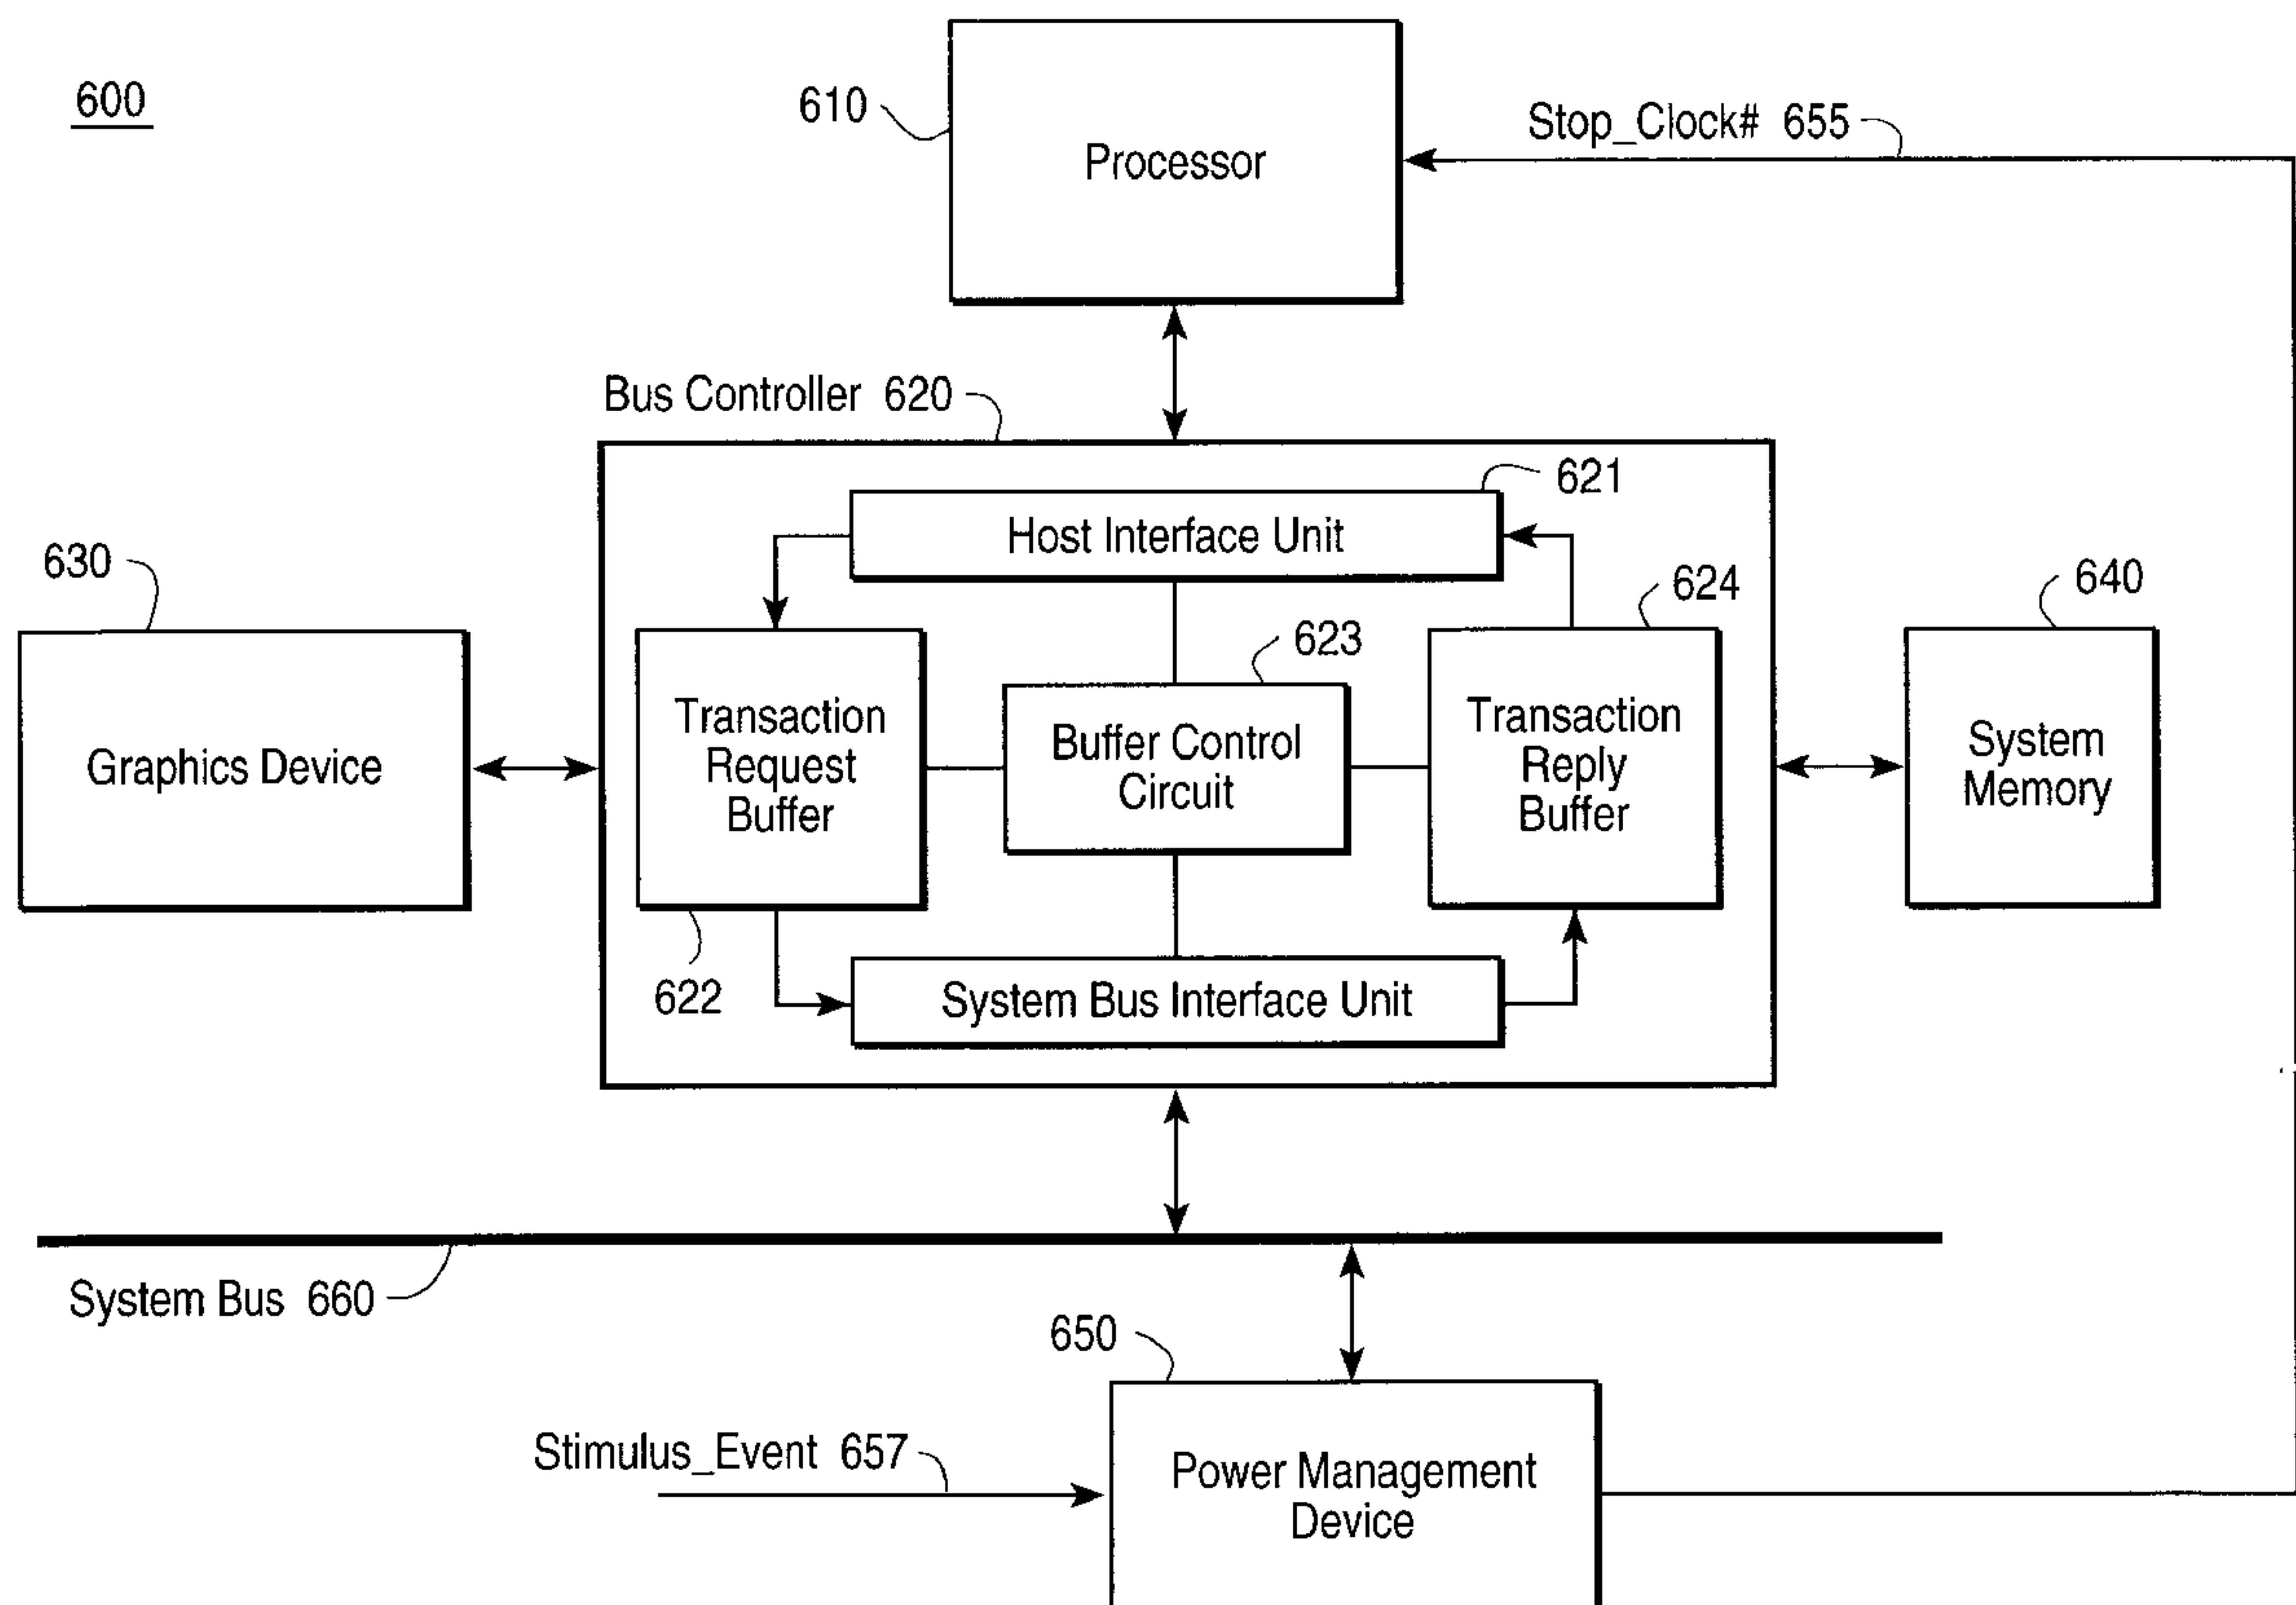 600
610
Stop_Clock# 655
Processor
Bus Controller 620
621
Host Interface Unit
630
624
640
623
Transaction
Request
Buffer
Buffer Control
Circuit
Transaction
Reply
Buffer
Graphics Device
System
Memory
622
System Bus Interface Unit
System Bus 660
650
Stimulus_Event 657
Power Management
Device